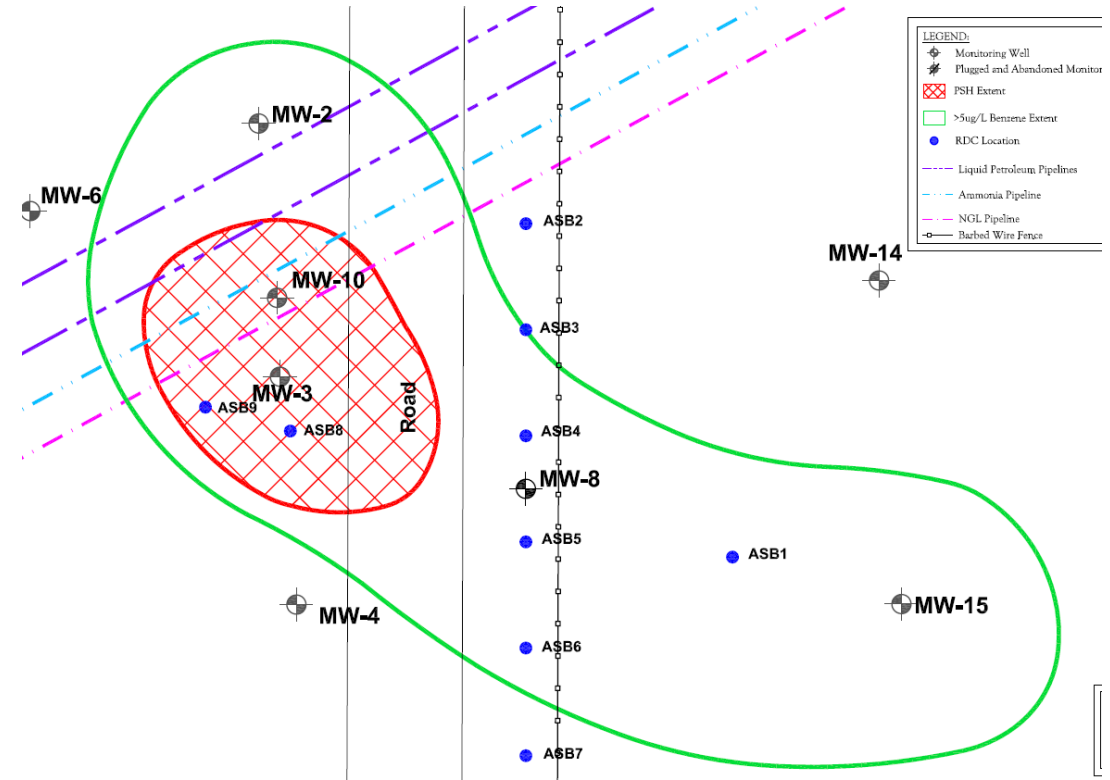 LEGEND:
Monitoring Well
Plugged and Abandoned Monitor
PSH Extent
>5ug/L Benzene Extent
RDC Location
Liquid Petroleum Pipelines
Ammonia Pipeline
NGL Pipeline
Barbed Wire Fence
MW-2
MW-6
ASB2
MW-14
MW-10
ASB3
MW-3
ASB9
Road
ASB8
ASB4
MW-8
ASB5
ASB1
MW-4
MW-15
ASB6
ASB7